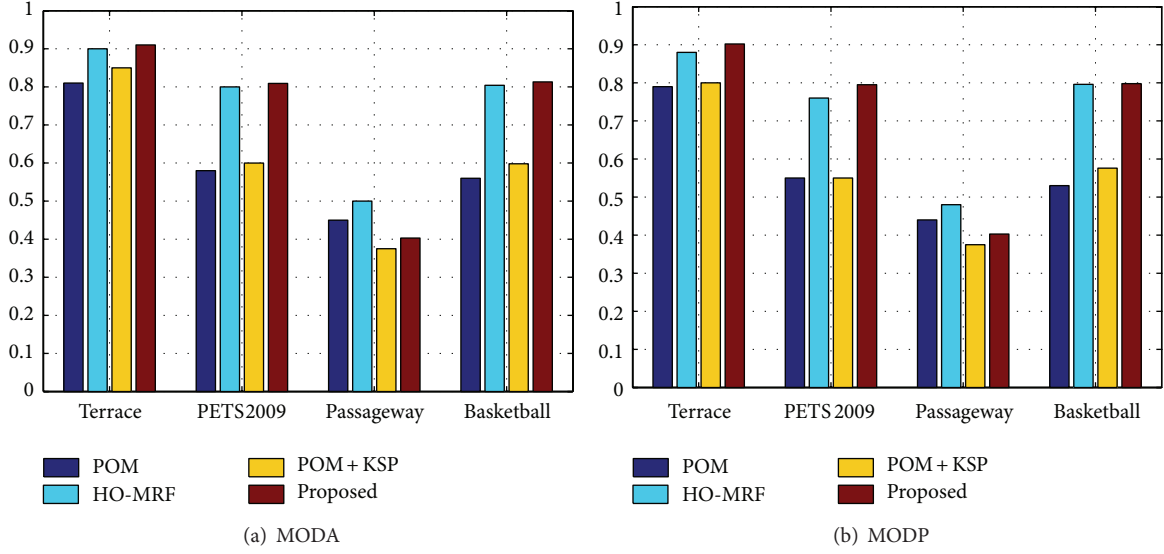 1
0.9
0.8
0.7
0.6
0.5
0.4
0.3
0.2
0.1
0
Terrace PETS2009 Passageway Basketball
POM POM + KSP
HO-MRF Proposed
(a) MODA
1
0.9
0.8
0.7
0.6
0.5
0.4
0.3
0.2
0.1
0
Terrace PETS2009 Passageway Basketball
POM POM + KSP
HO-MRF Proposed
(b) MODP